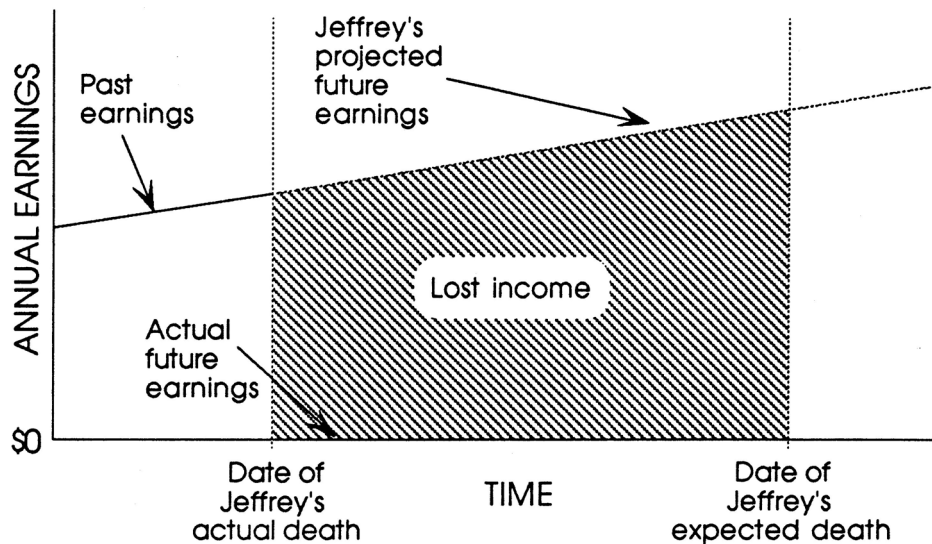 Jeffrey's
projected
future
earnings
Past
earnings
ANNUAL EARNINGS
Lost income
Actual
future
earnings
$0
Date of
Jeffrey's
actual death
TIME
Date of
Jeffrey's
expected death